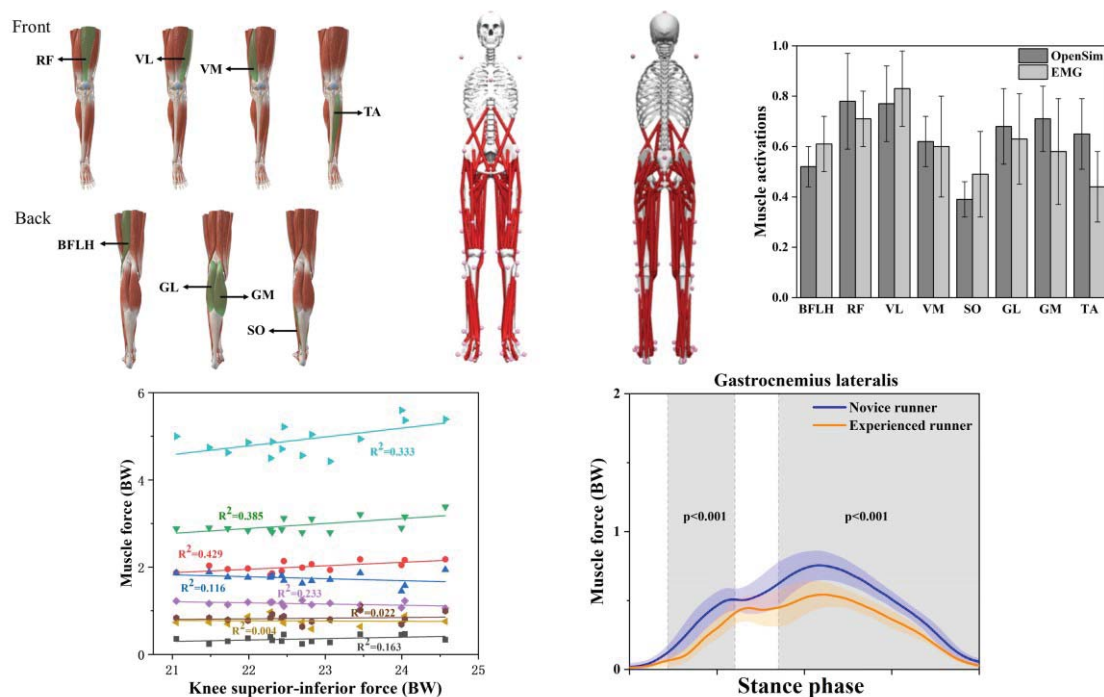 Front
RF
VL
VM
TA
Back
BFLH
GL
GM
SO
OpenSim
EMG
Muscle activations
1.0
0.8
0.6
0.4
0.2
0.0
BFLH RF VL VM SO GL GM TA
Muscle force (BW)
6
4
2
0
R²=0.333
R²=0.385
R²=0.429
R²=0.116
R²=0.233
R²=0.022
R²=0.004
R²=0.163
21 22 23 24 25
Knee superior-inferior force (BW)
Gastrocnemius lateralis
Novice runner
Experienced runner
Muscle force (BW)
2
1
0
p<0.001
p<0.001
Stance phase